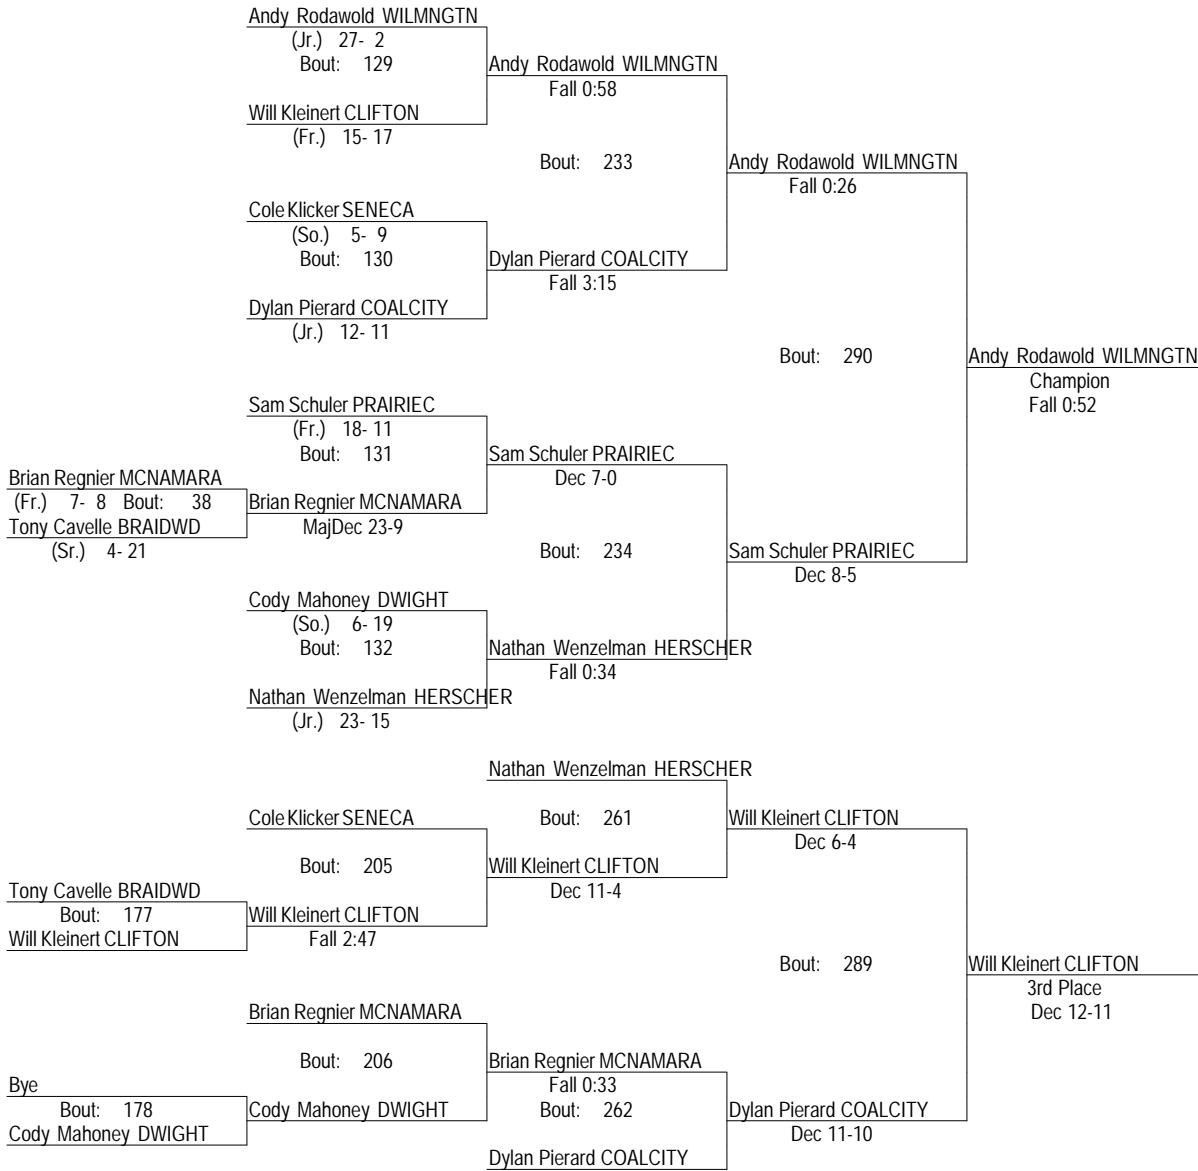 Andy Rodawold WILMNGTN
(Jr.) 27- 2
Bout: 129
Andy Rodawold WILMNGTN
Fall 0:58
Will Kleinert CLIFTON
(Fr.) 15- 17
Bout: 233
Andy Rodawold WILMNGTN
Fall 0:26
Cole Klicker SENECA
(So.) 5- 9
Bout: 130
Dylan Pierard COALCITY
Fall 3:15
Dylan Pierard COALCITY
(Jr.) 12- 11
Bout: 290
Andy Rodawold WILMNGTN
Champion
Fall 0:52
Sam Schuler PRAIRIEC
(Fr.) 18- 11
Bout: 131
Sam Schuler PRAIRIEC
Dec 7-0
Brian Regnier MCNAMARA
(Fr.) 7- 8 Bout: 38
Brian Regnier MCNAMARA
MajDec 23-9
Tony Cavelle BRAIDWD
(Sr.) 4- 21
Bout: 234
Sam Schuler PRAIRIEC
Dec 8-5
Cody Mahoney DWIGHT
(So.) 6- 19
Bout: 132
Nathan Wenzelman HERSCHER
Fall 0:34
Nathan Wenzelman HERSCHER
(Jr.) 23- 15
Nathan Wenzelman HERSCHER
Cole Klicker SENECA
Bout: 261
Will Kleinert CLIFTON
Dec 6-4
Bout: 205
Will Kleinert CLIFTON
Dec 11-4
Tony Cavelle BRAIDWD
Bout: 177
Will Kleinert CLIFTON
Will Kleinert CLIFTON
Fall 2:47
Bout: 289
Will Kleinert CLIFTON
3rd Place
Dec 12-11
Brian Regnier MCNAMARA
Bout: 206
Brian Regnier MCNAMARA
Fall 0:33
Bye
Bout: 178
Cody Mahoney DWIGHT
Cody Mahoney DWIGHT
Bout: 262
Dylan Pierard COALCITY
Dec 11-10
Dylan Pierard COALCITY